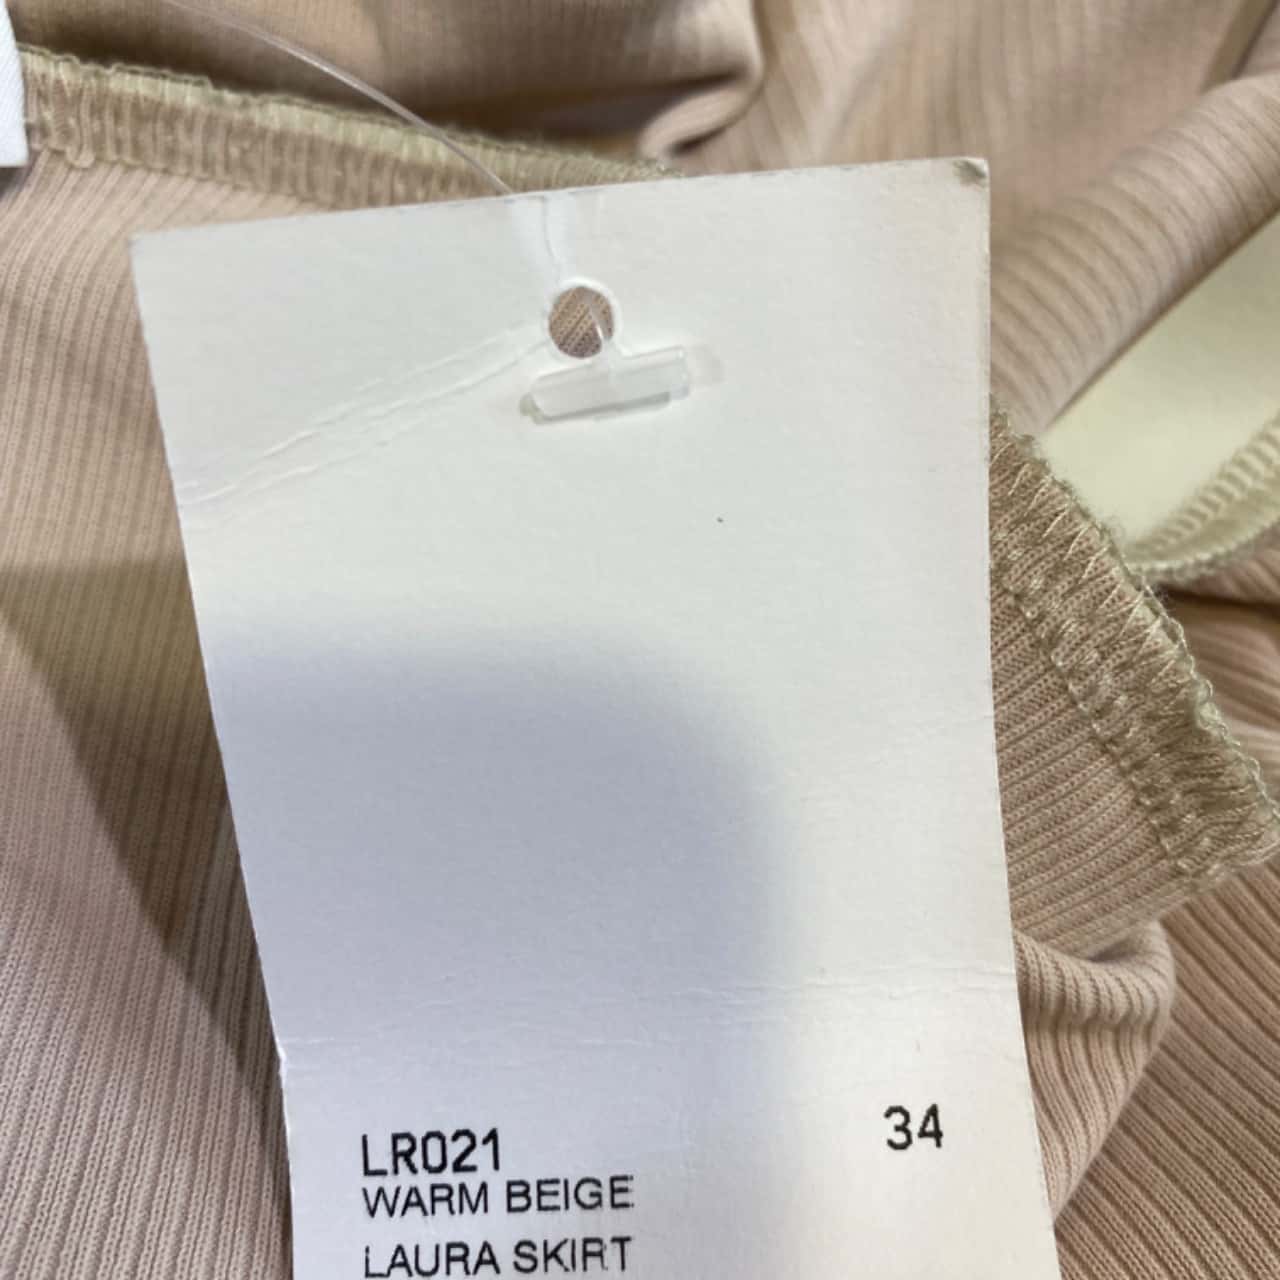 LR021 34
WARM BEIGE
LAURA SKIRT